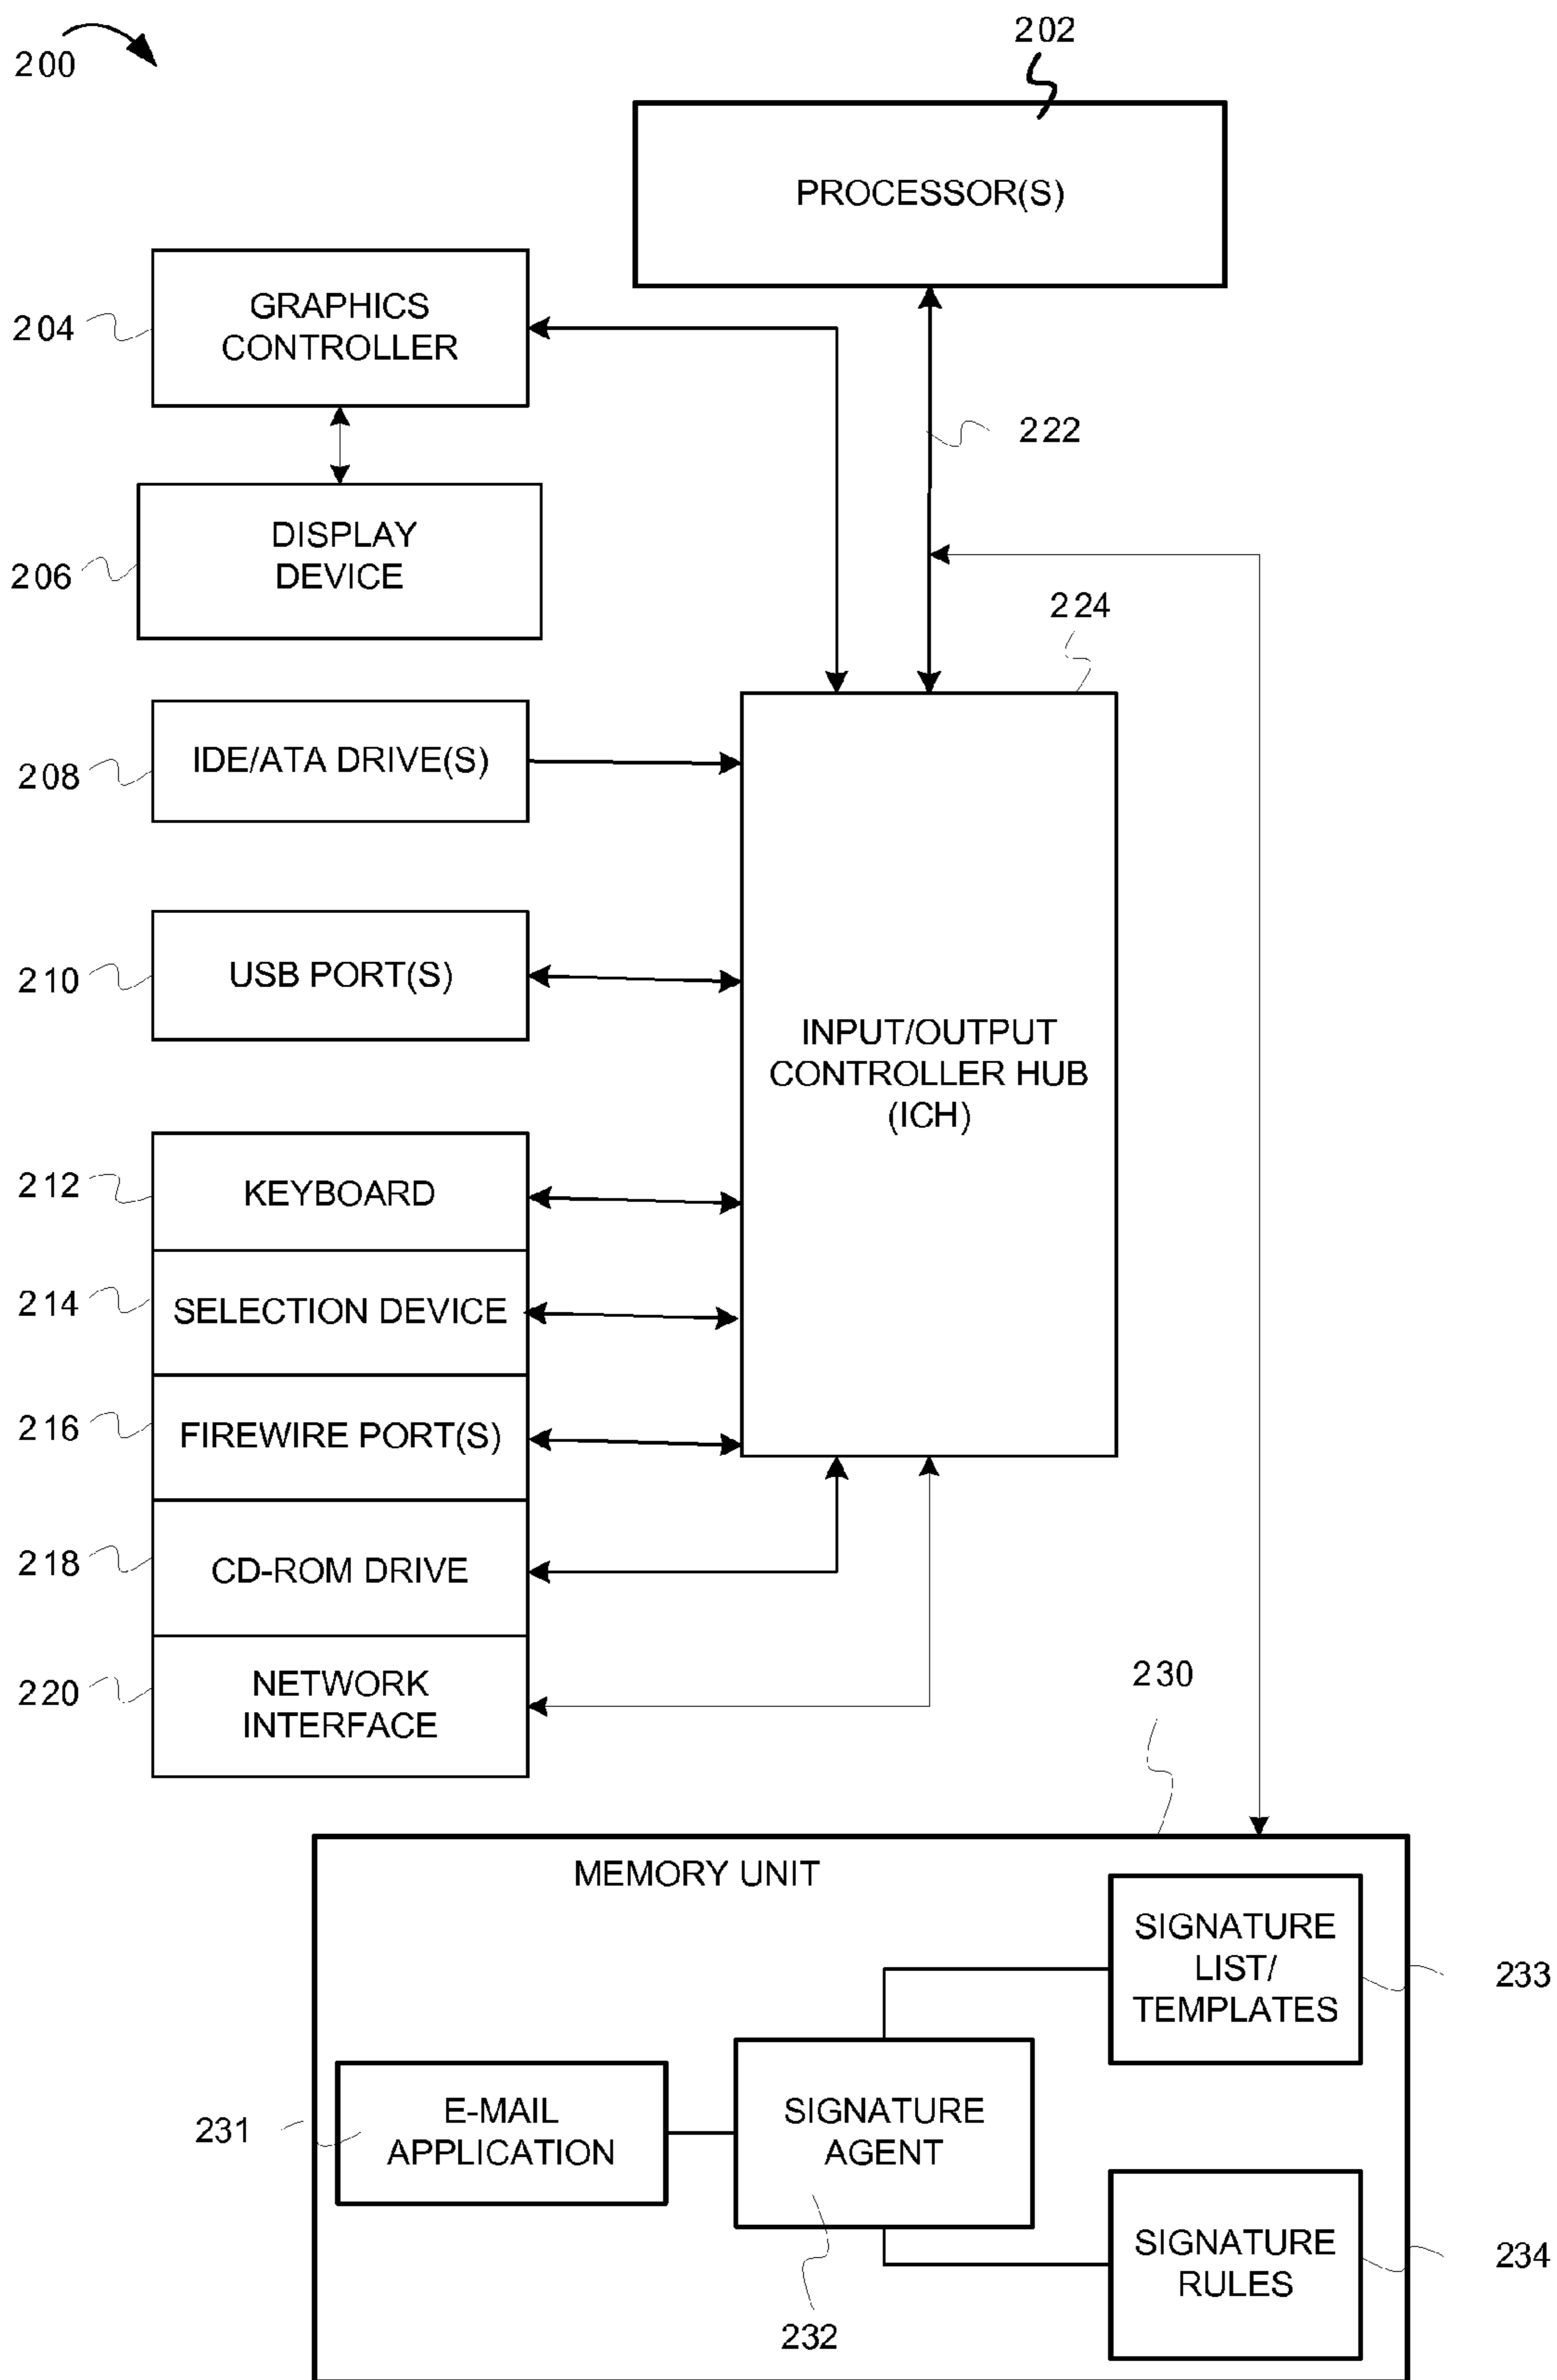 200
202
PROCESSOR(S)
GRAPHICS
CONTROLLER
204
222
DISPLAY
DEVICE
206
224
IDE/ATA DRIVE(S)
208
USB PORT(S)
210
INPUT/OUTPUT
CONTROLLER HUB
(ICH)
212
KEYBOARD
214
SELECTION DEVICE
216
FIREWIRE PORT(S)
218
CD-ROM DRIVE
220
NETWORK
INTERFACE
230
MEMORY UNIT
SIGNATURE
LIST/
TEMPLATES
233
231
E-MAIL
APPLICATION
SIGNATURE
AGENT
232
SIGNATURE
RULES
234